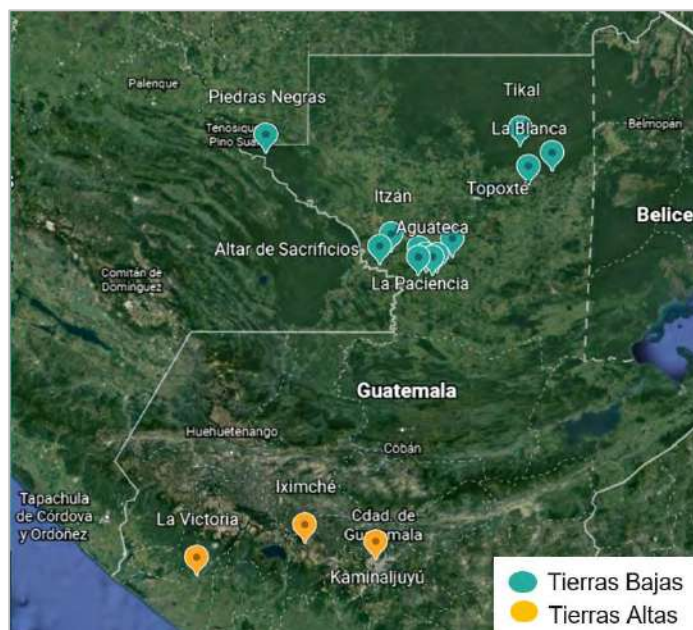 Palenque
Piedras Negras
Tikal
Tenosique
Pino Suá
La Blanca
Belmopán
Itzán
Topoxte
Aguateca
Belice
Altar de Sacrificios
Comitán de
Domínguez
La Paciencia
Guatemala
Huehuetenango
Cobán
Iximché
Tapachula
de Córdova
y Ordóñez
La Victoria
Cdad. de
Guatemala
Kaminaljuyú
Tierras Bajas
Tierras Altas